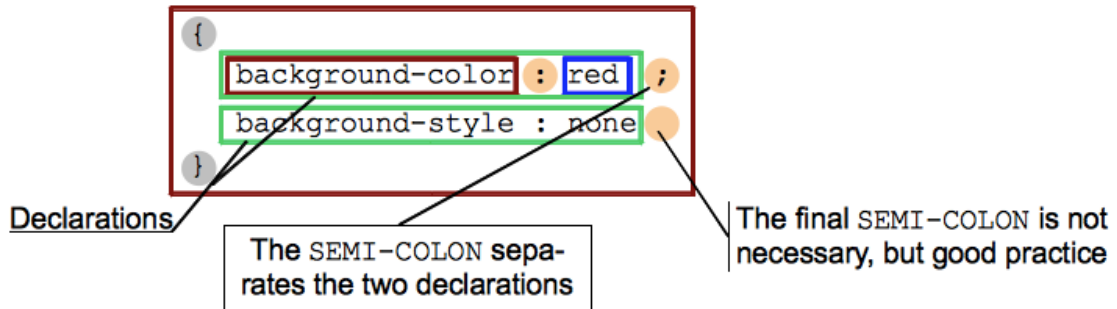 {
background-color : red ;
background-style : none
}
Declarations
The SEMI-COLON sepa-
rates the two declarations
The final SEMI-COLON is not
necessary, but good practice